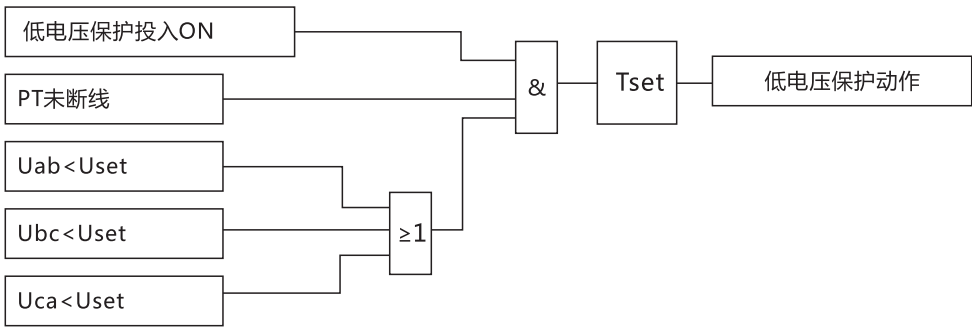 低电压保护投入ON
PT未断线
Uab<Uset
Ubc<Uset
Uca<Uset
≥1
&
Tset
低电压保护动作